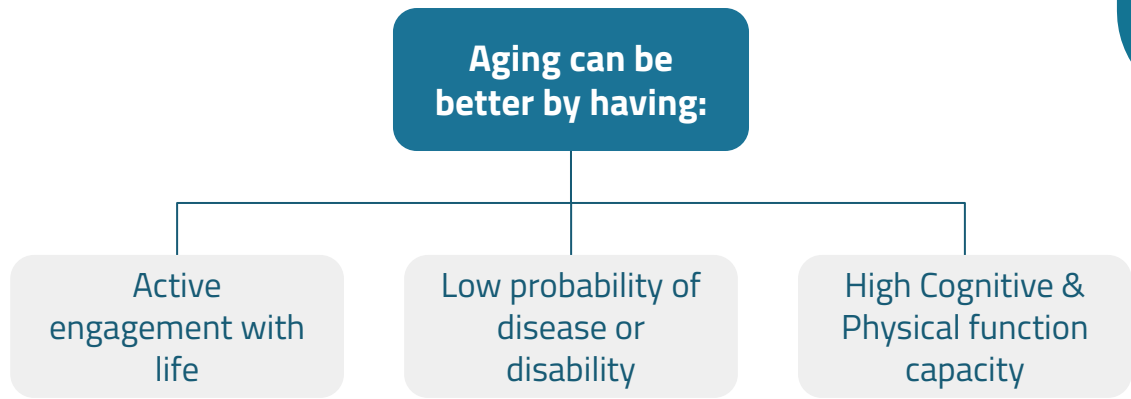 Aging can be
better by having:
Active
engagement with
life
Low probability of
disease or
disability
High Cognitive &
Physical function
capacity